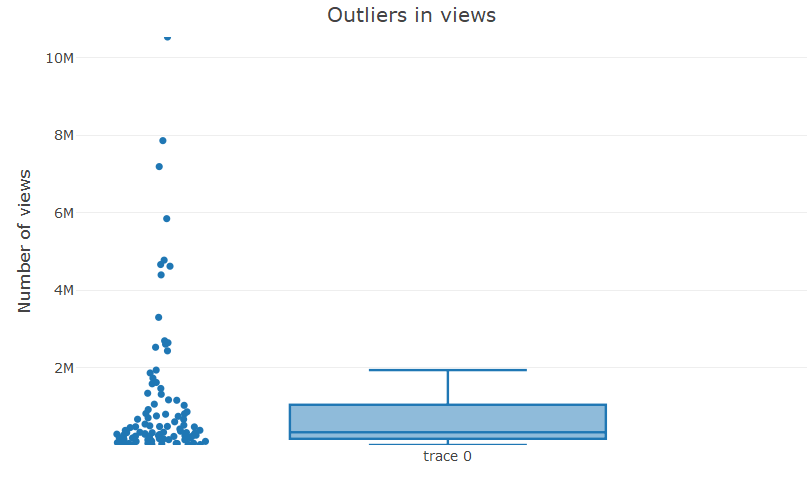 Outliers in views
10M
8M
6M
4M
2M
Number of views
trace 0